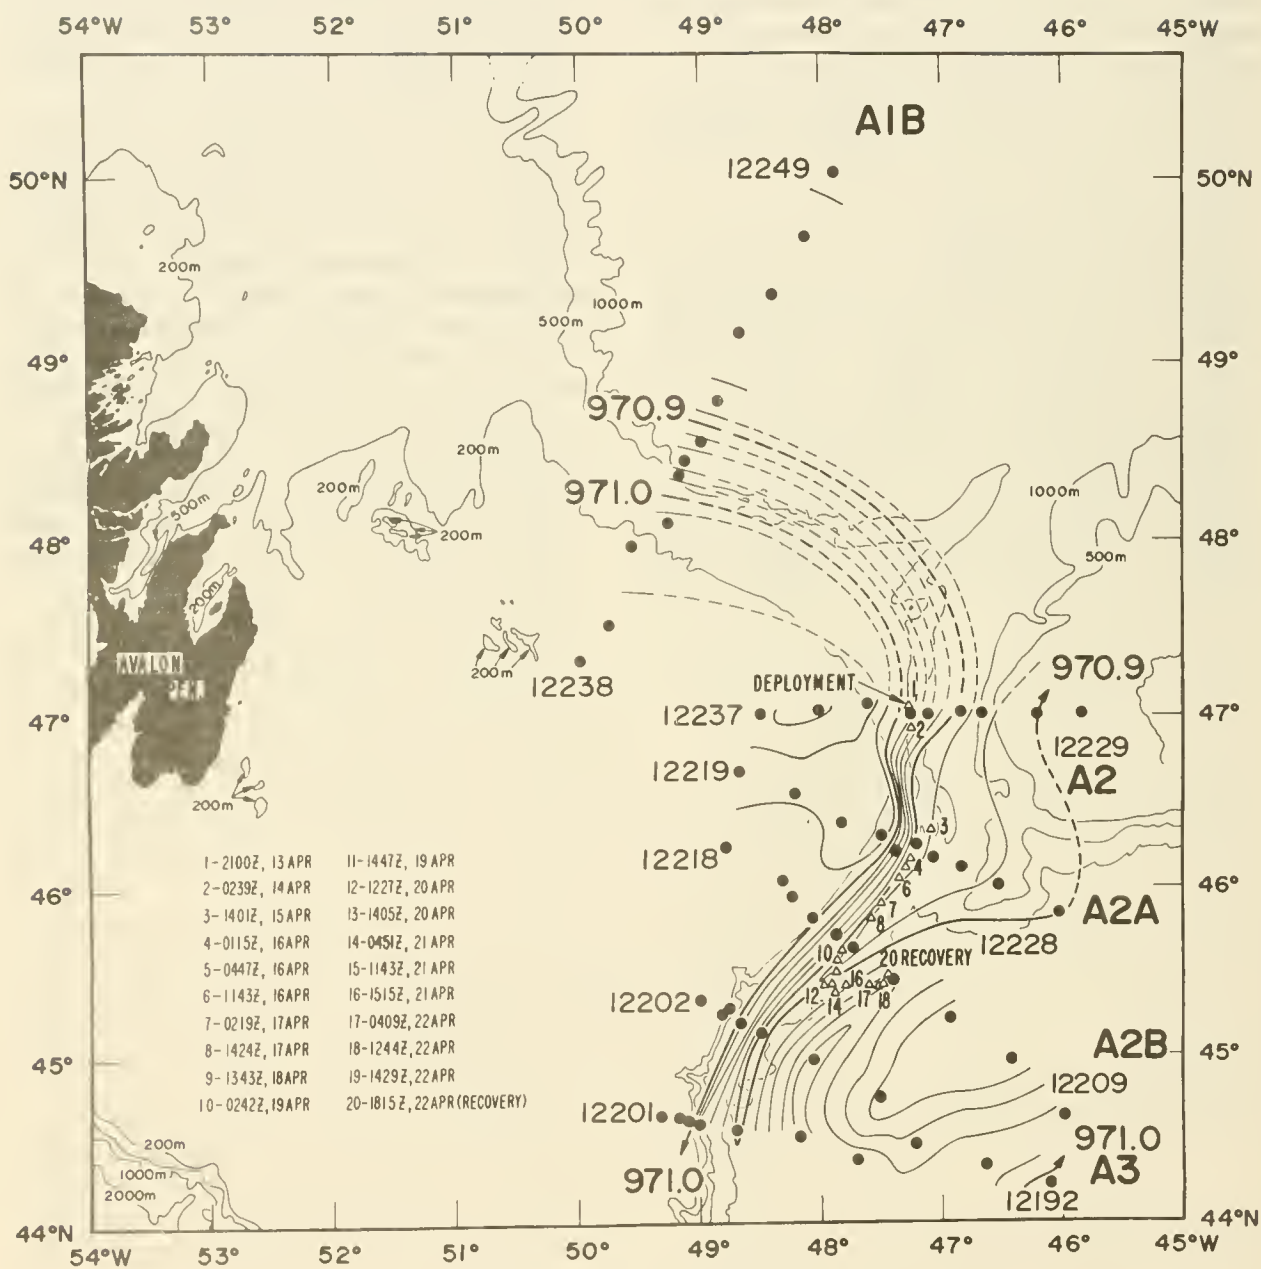 54°W 53° 52° 51° 50° 49° 48° 47° 46° 45°W
A1B
50°N
12249
50°N
200m
1000m
500m
49°
49°
970.9
200m
200m
1000m
971.0
500m
200m
48°
48°
500m
200m
AVALON
PEN
200m
12238
DEPLOYMENT
1
970.9
47°
12237
2
47°
12229
12219
A2
200m
3
12218
4
46°
6
46°
7
A2A
8
12228
10
20 RECOVERY
16
12
14
17
18
12202
A2B
45°
45°
12209
12201
971.0
200m
A3
1000m
971.0
2000m
12192
44°N
44°N
1-2100Z, 13 APR 11-1447Z, 19 APR
2-0239Z, 14 APR 12-1227Z, 20 APR
3-1401Z, 15 APR 13-1405Z, 20 APR
4-0115Z, 16 APR 14-0451Z, 21 APR
5-0447Z, 16 APR 15-1143Z, 21 APR
6-1143Z, 16 APR 16-1515Z, 21 APR
7-0219Z, 17 APR 17-0409Z, 22 APR
8-1424Z, 17 APR 18-1244Z, 22 APR
9-1343Z, 18 APR 19-1429Z, 22 APR
10-0242Z, 19 APR 20-1815Z, 22 APR (RECOVERY)
54°W 53° 52° 51° 50° 49° 48° 47° 46° 45°W